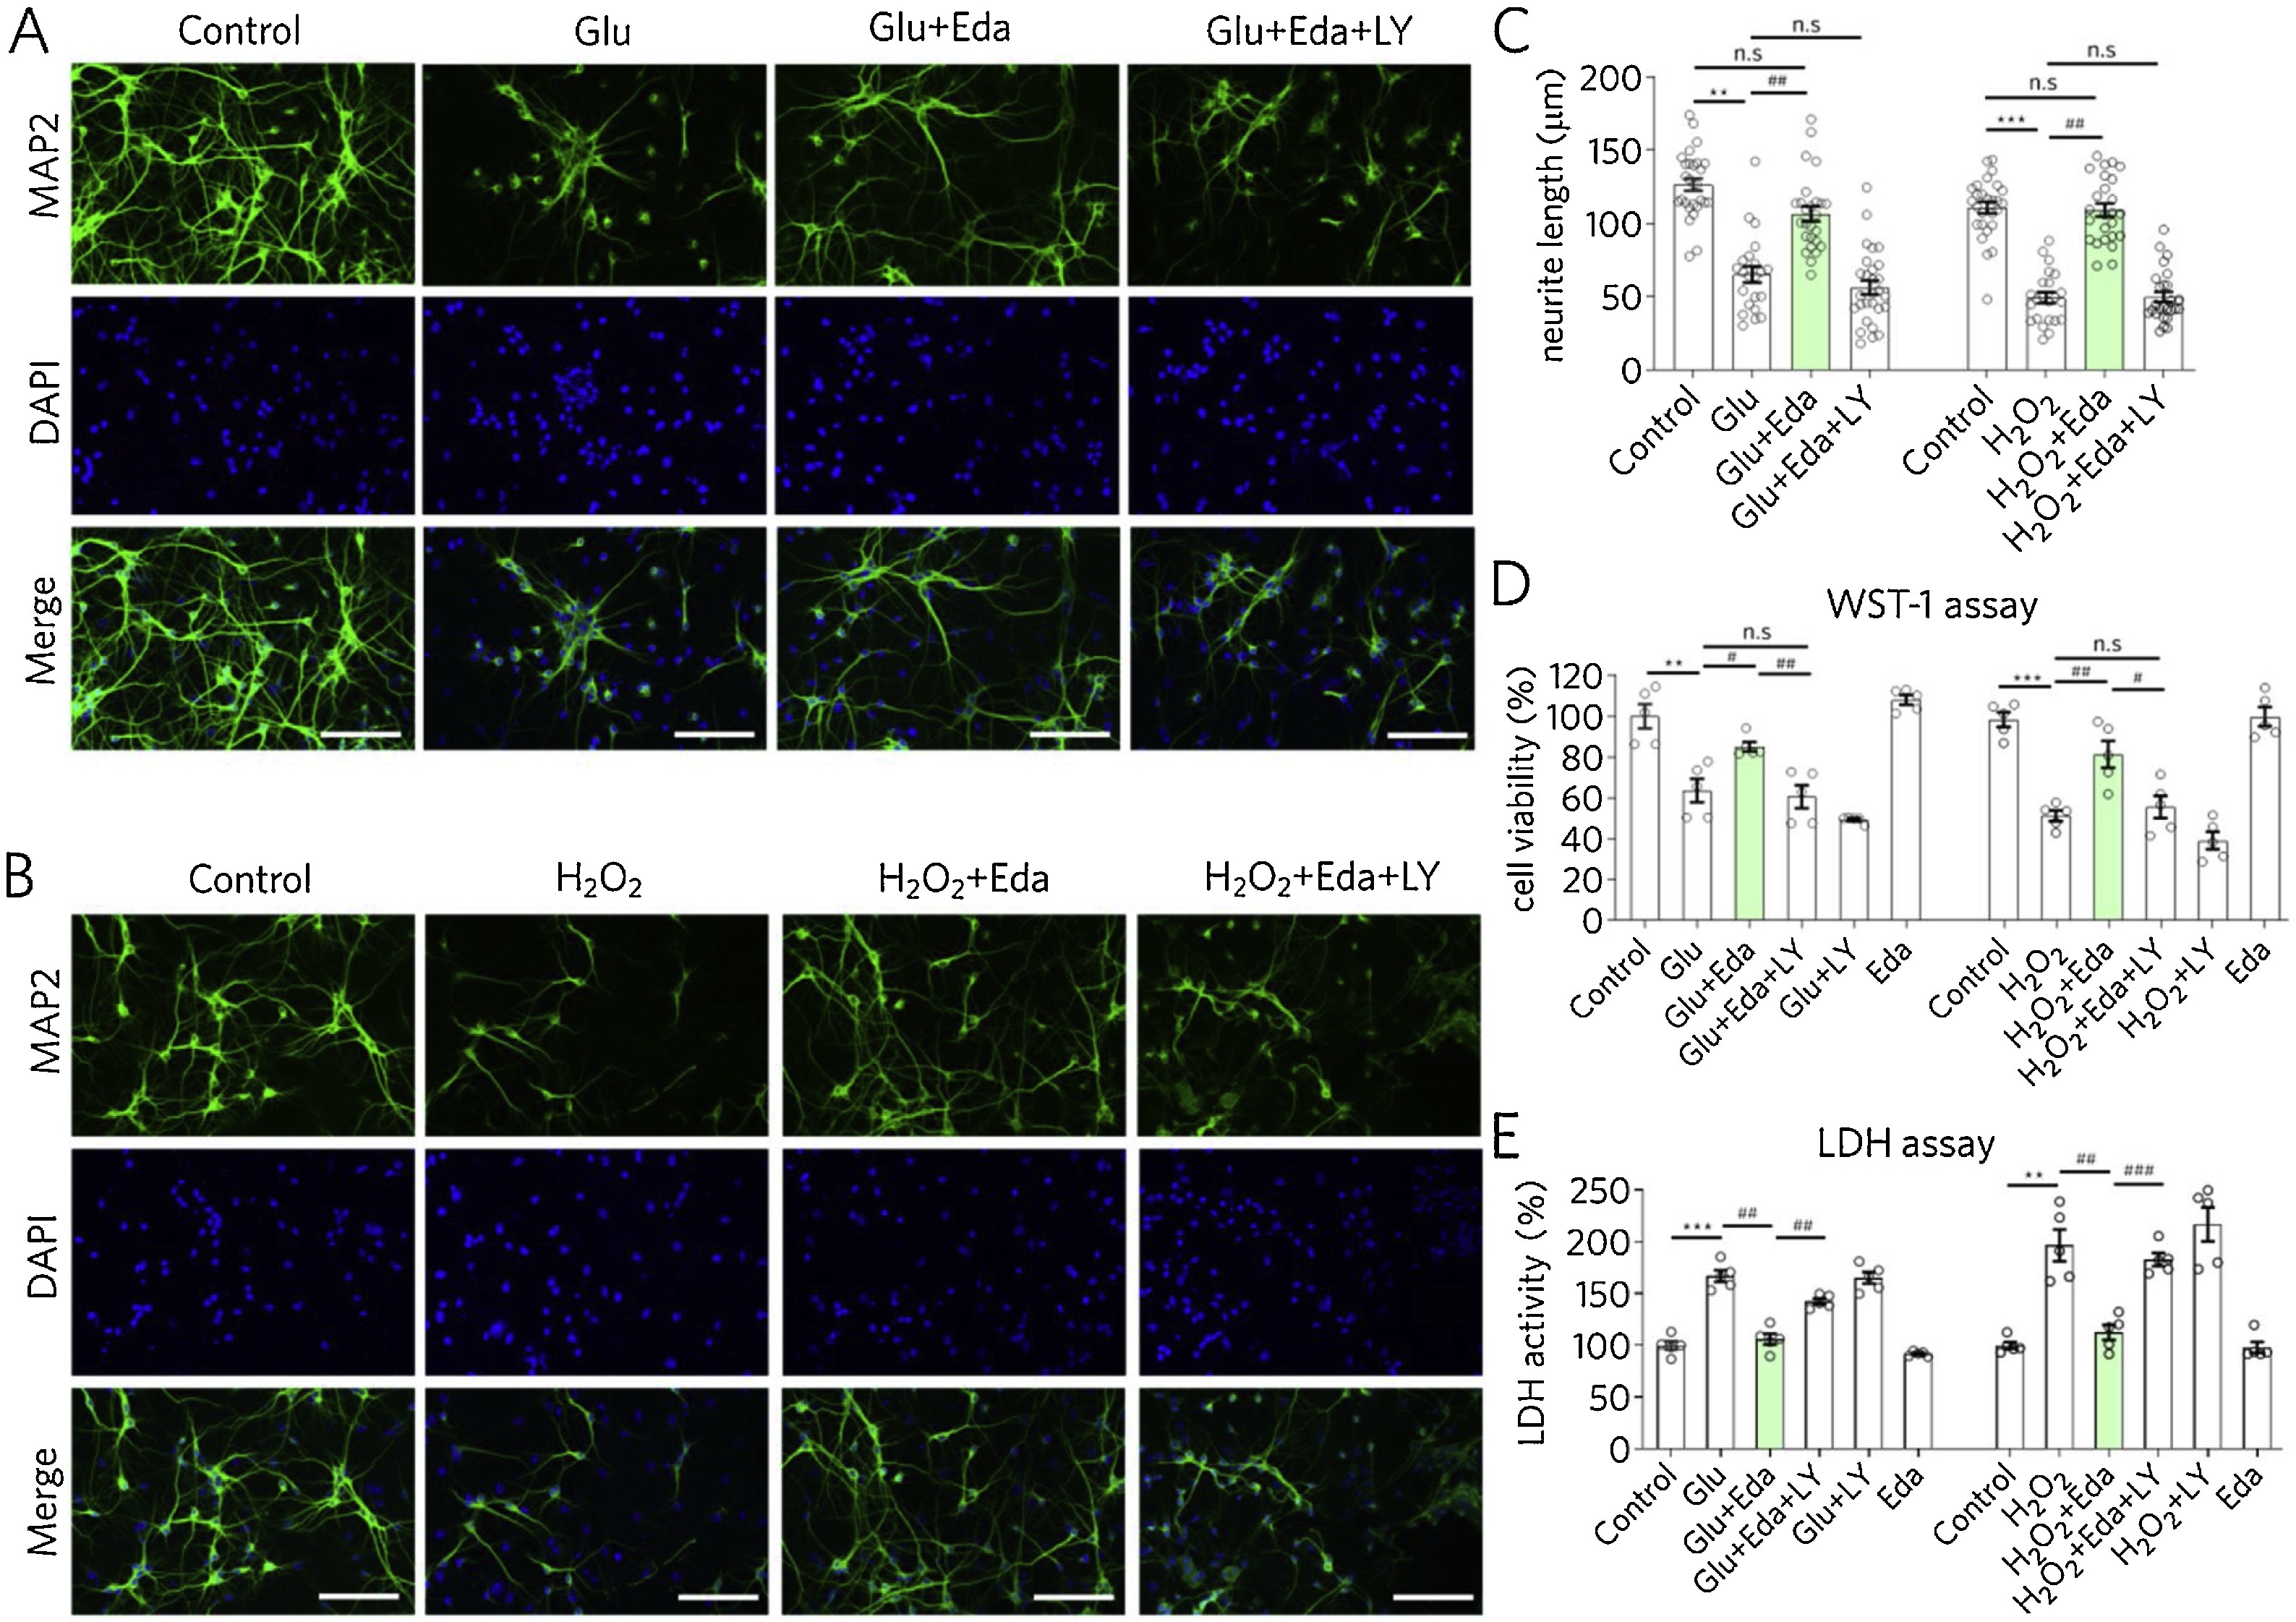 A
Control
Glu
Glu+Eda
Glu+Eda+LY
MAP2
DAPI
Merge
B
Control
H₂O₂
H₂O₂+Eda
H₂O₂+Eda+LY
MAP2
DAPI
Merge
C
neurite length (μm)
200
150
100
50
0
n.s
n.s
**
##
n.s
n.s
***
##
Control
Glu
Glu+Eda
Glu+Eda+LY
Control
H₂O₂
H₂O₂+Eda
H₂O₂+Eda+LY
D
WST-1 assay
cell viability (%)
120
100
80
60
40
20
0
n.s
**
#
##
n.s
***
##
#
Control
Glu
Glu+Eda
Glu+Eda+LY
Glu+LY
Eda
Control
H₂O₂
H₂O₂+Eda
H₂O₂+Eda+LY
H₂O₂+LY
Eda
E
LDH assay
LDH activity (%)
250
200
150
100
50
0
***
##
##
**
##
###
Control
Glu
Glu+Eda
Glu+Eda+LY
Glu+LY
Eda
Control
H₂O₂
H₂O₂+Eda
H₂O₂+Eda+LY
H₂O₂+LY
Eda